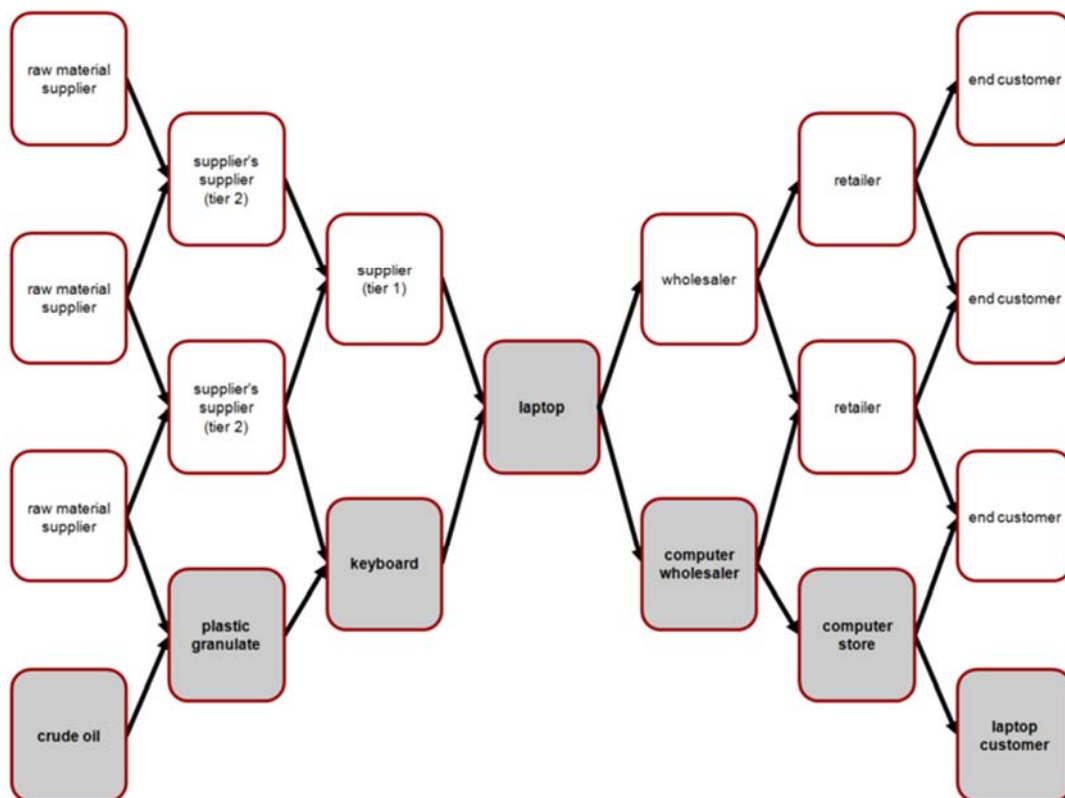 raw material
supplier
end customer
supplier's
supplier
(tier 2)
retailer
raw material
supplier
supplier
(tier 1)
wholesaler
end customer
supplier's
supplier
(tier 2)
laptop
retailer
raw material
supplier
end customer
keyboard
computer
wholesaler
plastic
granulate
computer
store
crude oil
laptop
customer